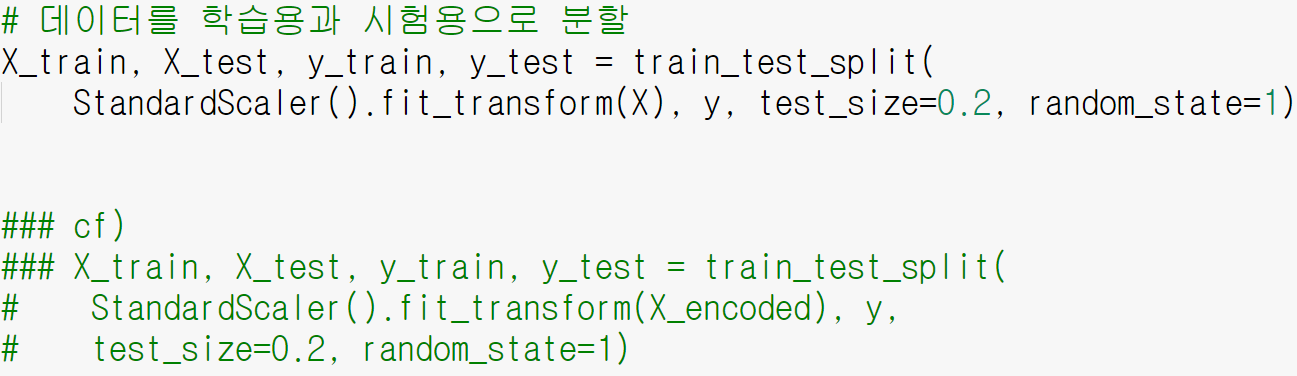 # 데이터를 학습용과 시험용으로 분할
X_train, X_test, y_train, y_test = train_test_split(
    StandardScaler().fit_transform(X), y, test_size=0.2, random_state=1)
### cf)
### X_train, X_test, y_train, y_test = train_test_split(
#    StandardScaler().fit_transform(X_encoded), y,
#    test_size=0.2, random_state=1)